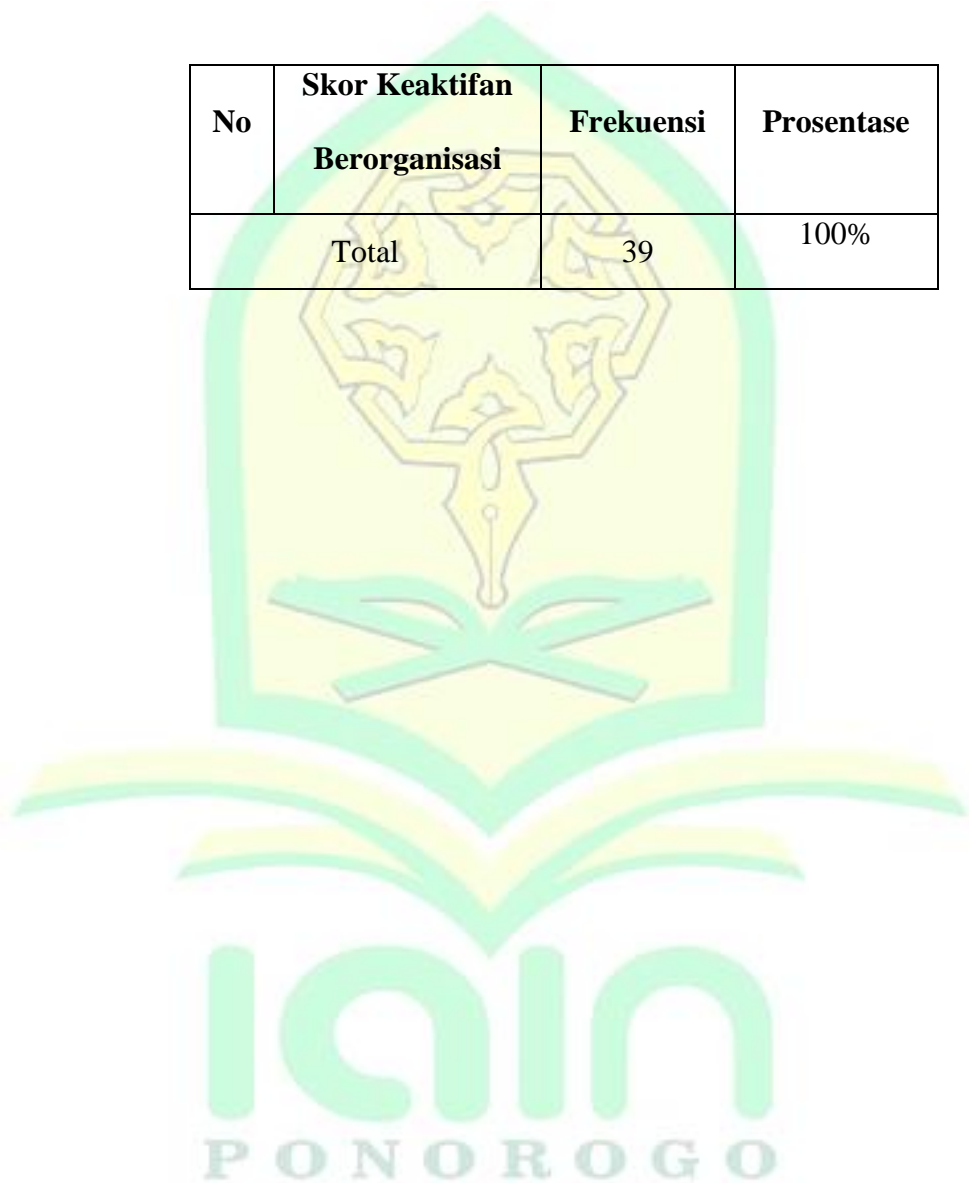 No Skor Keaktifan Berorganisasi Frekuensi Prosentase
Total 39 100%
iain
PONOROGO